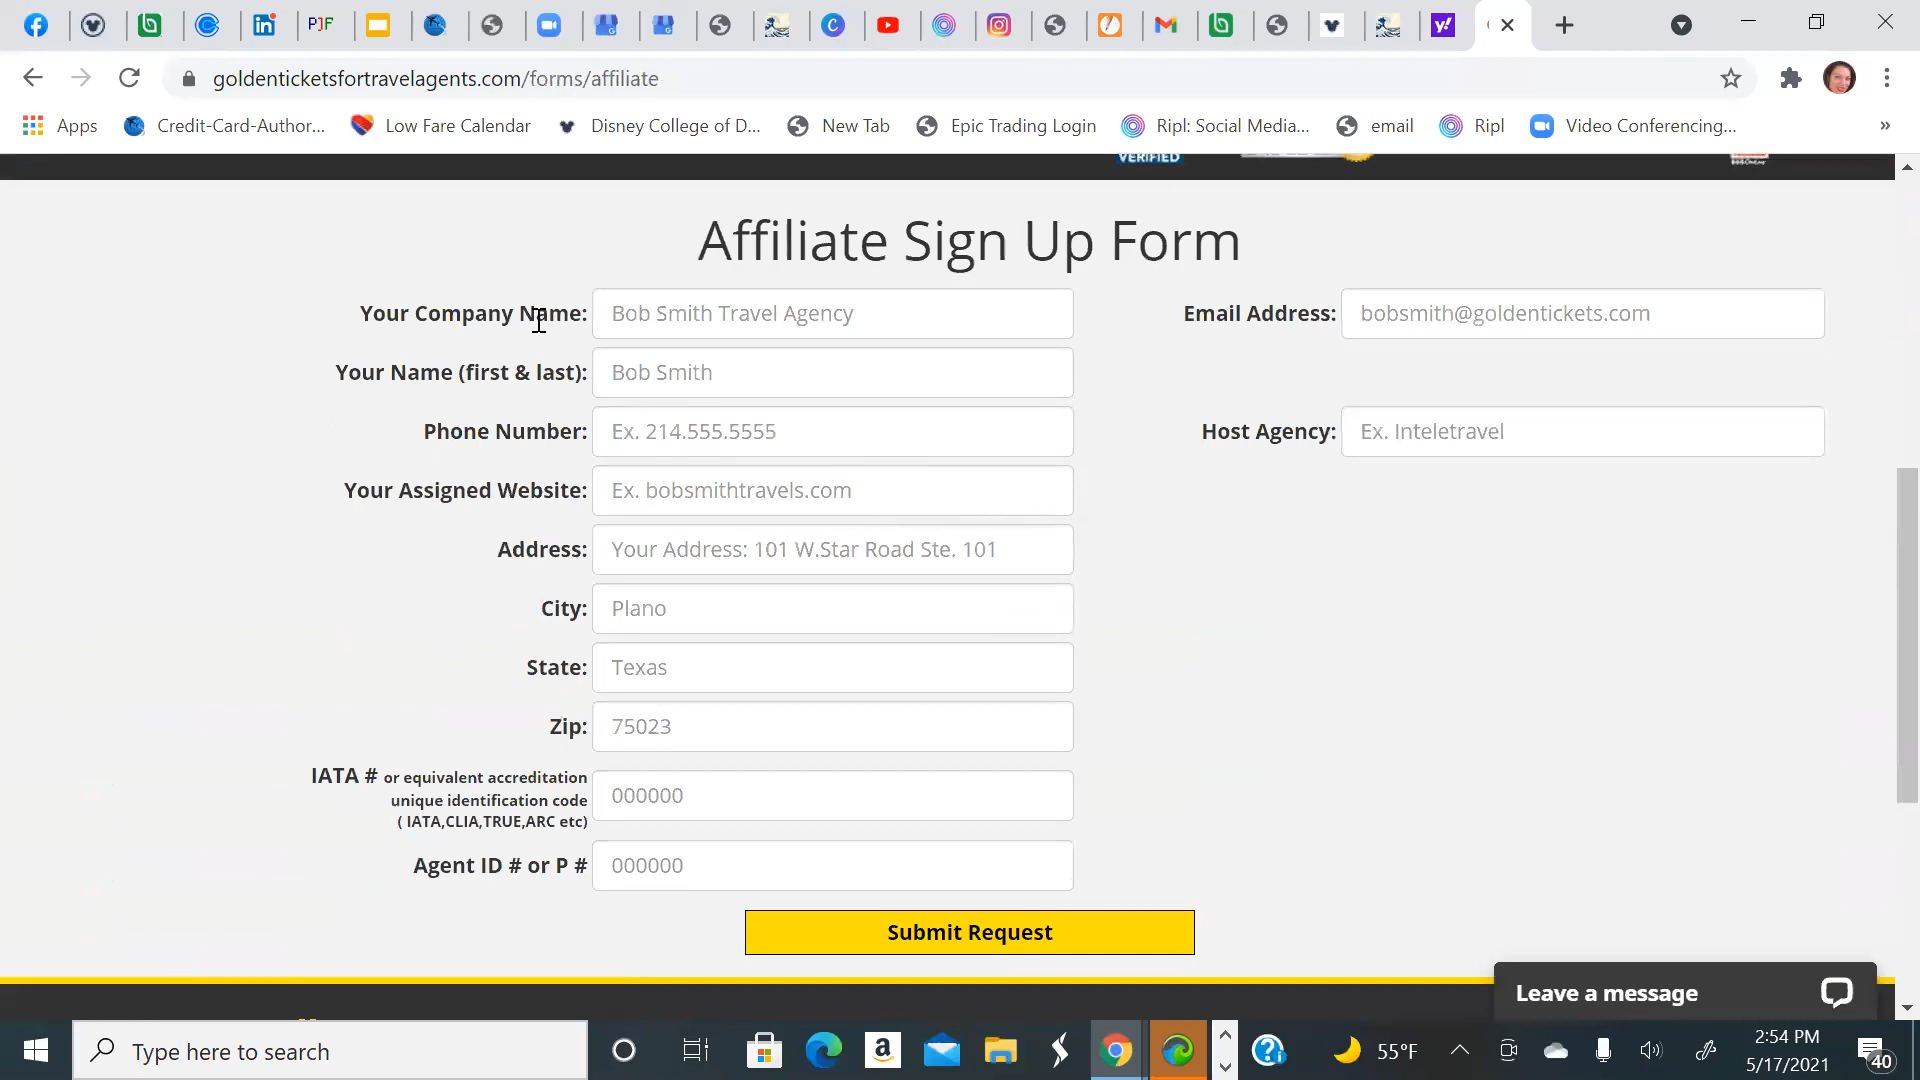 goldenticketsfortravelagents.com/forms/affiliate
Apps
Credit-Card-Author...
Low Fare Calendar
Disney College of D...
New Tab
Epic Trading Login
Ripl: Social Media...
email
Ripl
Video Conferencing...
»
VERIFIED
Affiliate Sign Up Form
Your Company Name: Bob Smith Travel Agency
Email Address: bobsmith@goldentickets.com
Your Name (first & last): Bob Smith
Phone Number: Ex. 214.555.5555
Host Agency: Ex. Inteletravel
Your Assigned Website: Ex. bobsmithtravels.com
Address: Your Address: 101 W.Star Road Ste. 101
City: Plano
State: Texas
Zip: 75023
IATA # or equivalent accreditation
unique identification code
( IATA,CLIA,TRUE,ARC etc)
000000
Agent ID # or P # 000000
Submit Request
Leave a message
Type here to search
55°F
2:54 PM
5/17/2021
40